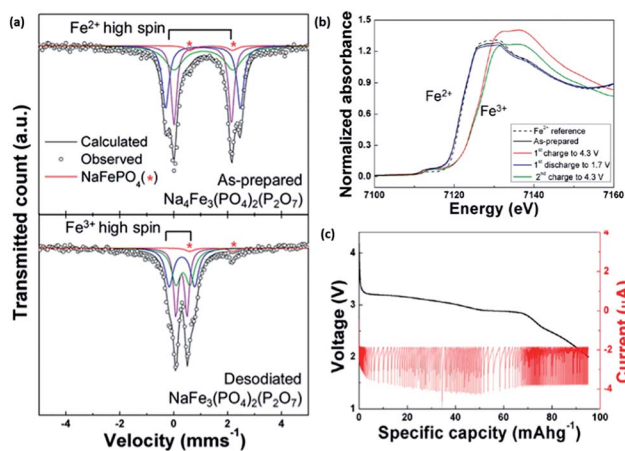 (a)
Fe²⁺ high spin
*
*
Calculated
Observed
NaFePO₄(*)
As-prepared
Na₄Fe₃(PO₄)₂(P₂O₇)
Fe³⁺ high spin
*
*
Desodiated
NaFe₃(PO₄)₂(P₂O₇)
Transmitted count (a.u.)
-4 -2 0 2 4
Velocity (mms⁻¹)
(b)
1.5
1.2
0.9
0.6
0.3
0.0
Normalized absorbance
Fe²⁺
Fe³⁺
Fe²⁺ reference
As-prepared
1ˢᵗ charge to 4.3 V
1ˢᵗ discharge to 1.7 V
2ⁿᵈ charge to 4.3 V
7100 7120 7140 7160
Energy (eV)
(c)
4
3
2
1
Voltage (V)
2
0
-2
-4
Current (μA)
0 20 40 60 80 100
Specific capcity (mAhg⁻¹)